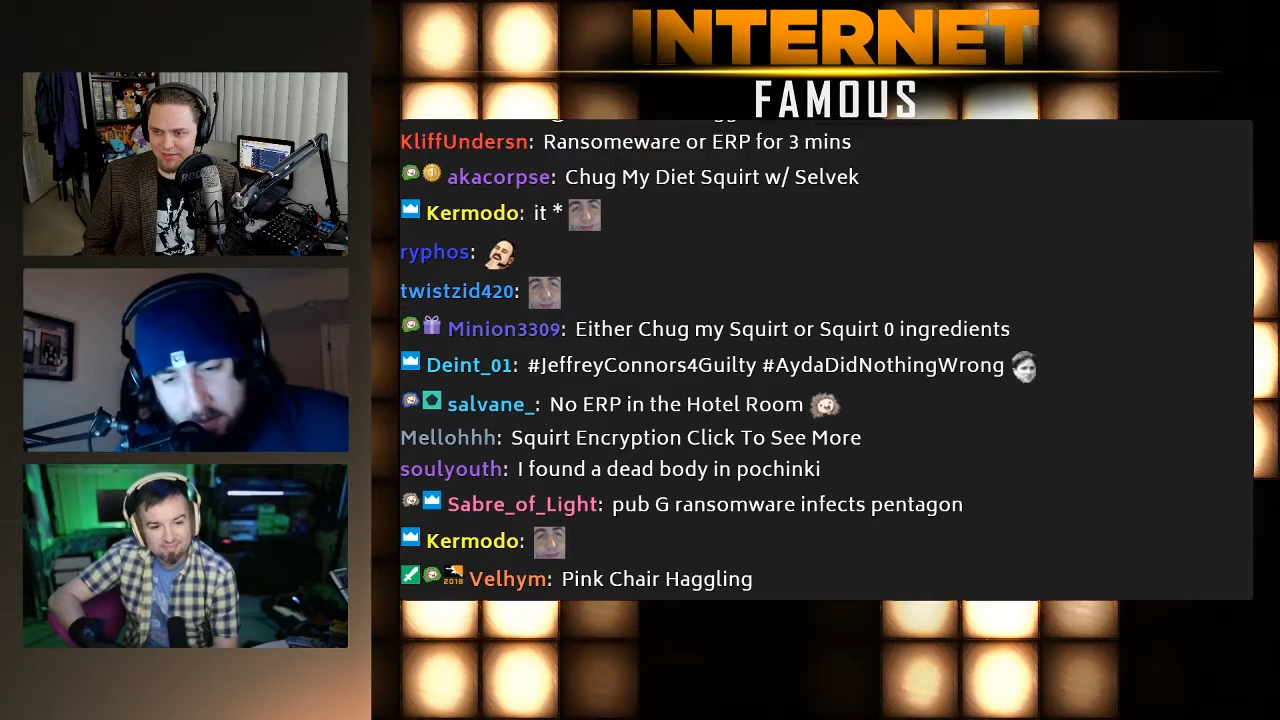 INTERNET
FAMOUS
KliffUndersn: Ransomeware or ERP for 3 mins
akacorpse: Chug My Diet Squirt w/ Selvek
Kermodo: it *
ryphos:
twistzid420:
Minion3309: Either Chug my Squirt or Squirt 0 ingredients
Deint_01: #JeffreyConnors4Guilty #AydaDidNothingWrong
salvane_: No ERP in the Hotel Room
Mellohhh: Squirt Encryption Click To See More
soulyouth: I found a dead body in pochinki
Sabre_of_Light: pub G ransomware infects pentagon
Kermodo:
2018 Velhym: Pink Chair Haggling